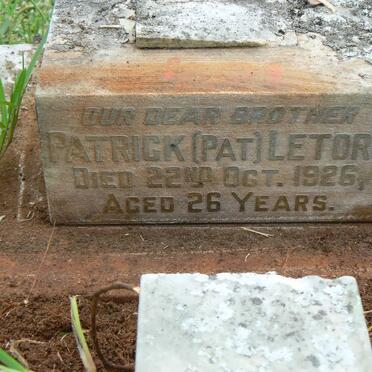 OUR DEAR BROTHER
PATRICK (PAT) LETOR
DIED 22ND OCT. 1926,
AGED 26 YEARS.